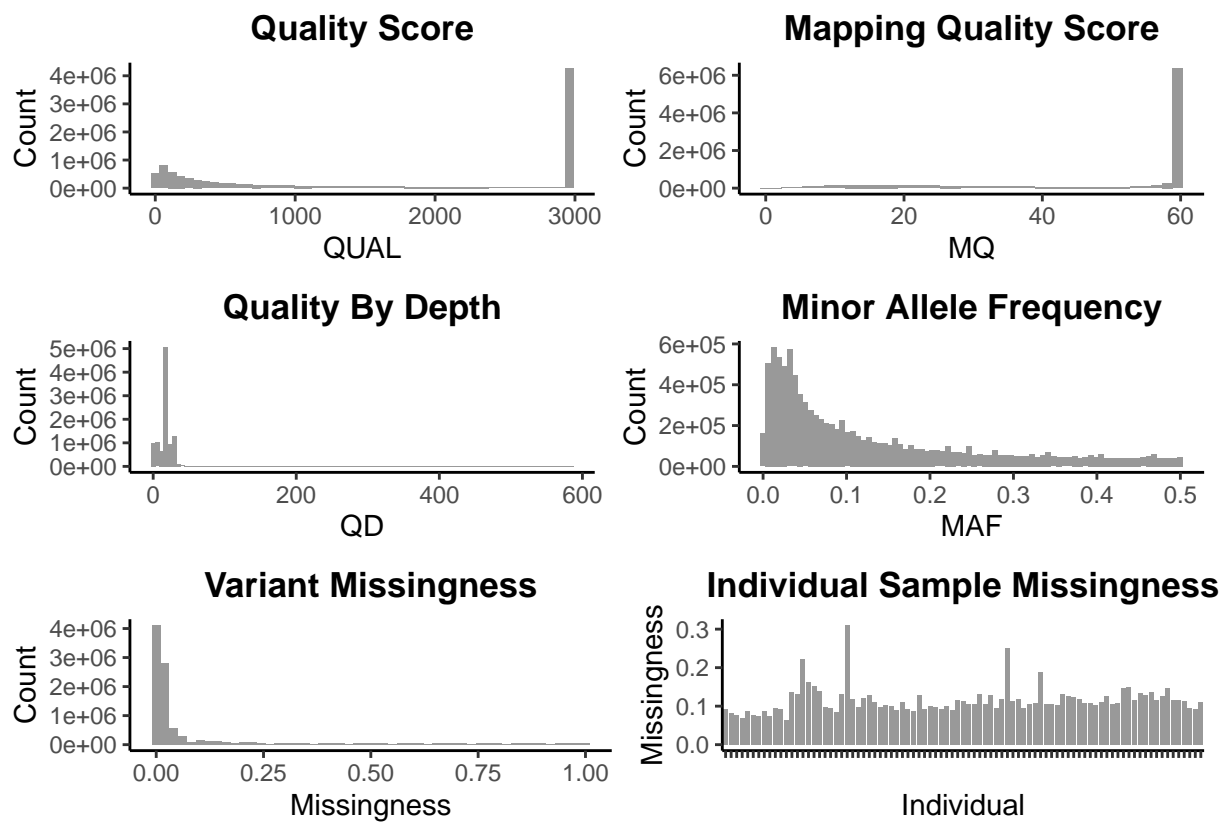 Quality Score
4e+06
3e+06
2e+06
1e+06
0e+00
Count
0 1000 2000 3000
QUAL
Mapping Quality Score
6e+06
4e+06
2e+06
0e+00
Count
0 20 40 60
MQ
Quality By Depth
5e+06
4e+06
3e+06
2e+06
1e+06
0e+00
Count
0 200 400 600
QD
Minor Allele Frequency
6e+05
4e+05
2e+05
0e+00
Count
0.0 0.1 0.2 0.3 0.4 0.5
MAF
Variant Missingness
4e+06
3e+06
2e+06
1e+06
0e+00
Count
0.00 0.25 0.50 0.75 1.00
Missingness
Individual Sample Missingness
0.3
0.2
0.1
0.0
Missingness
Individual